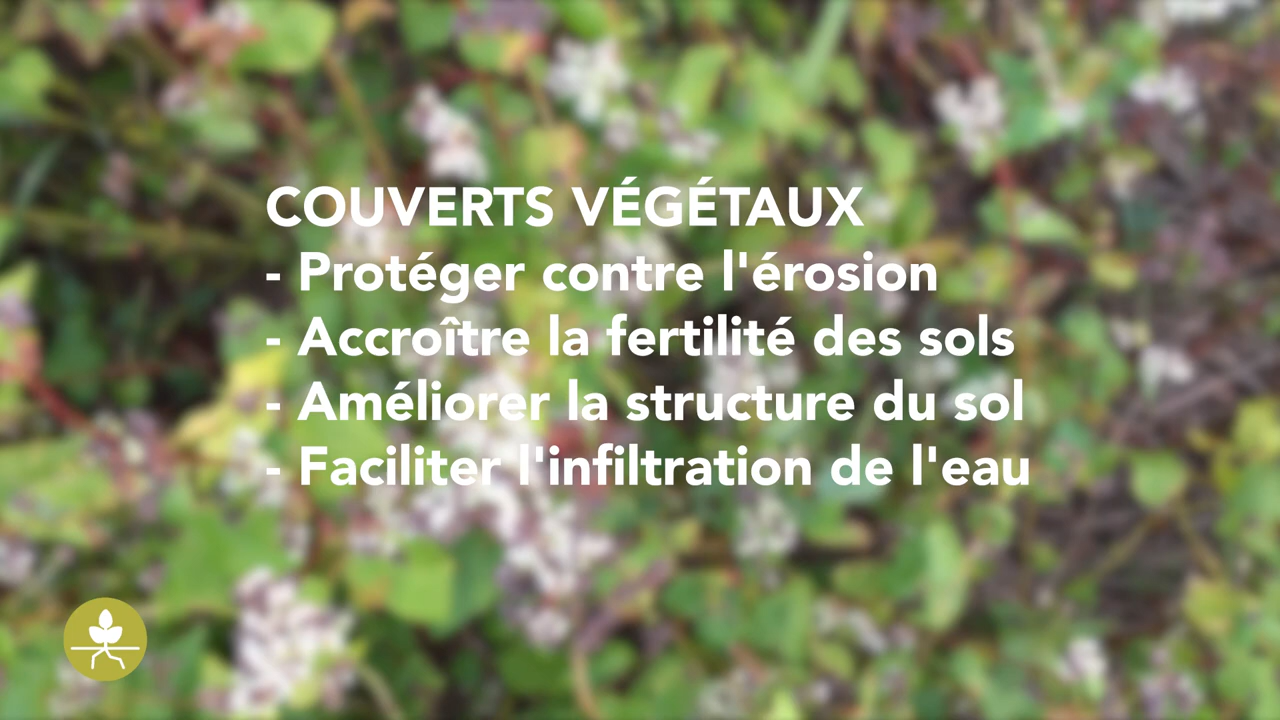 COUVERTS VÉGÉTAUX
- Protéger contre l'érosion
- Accroître la fertilité des sols
- Améliorer la structure du sol
- Faciliter l'infiltration de l'eau